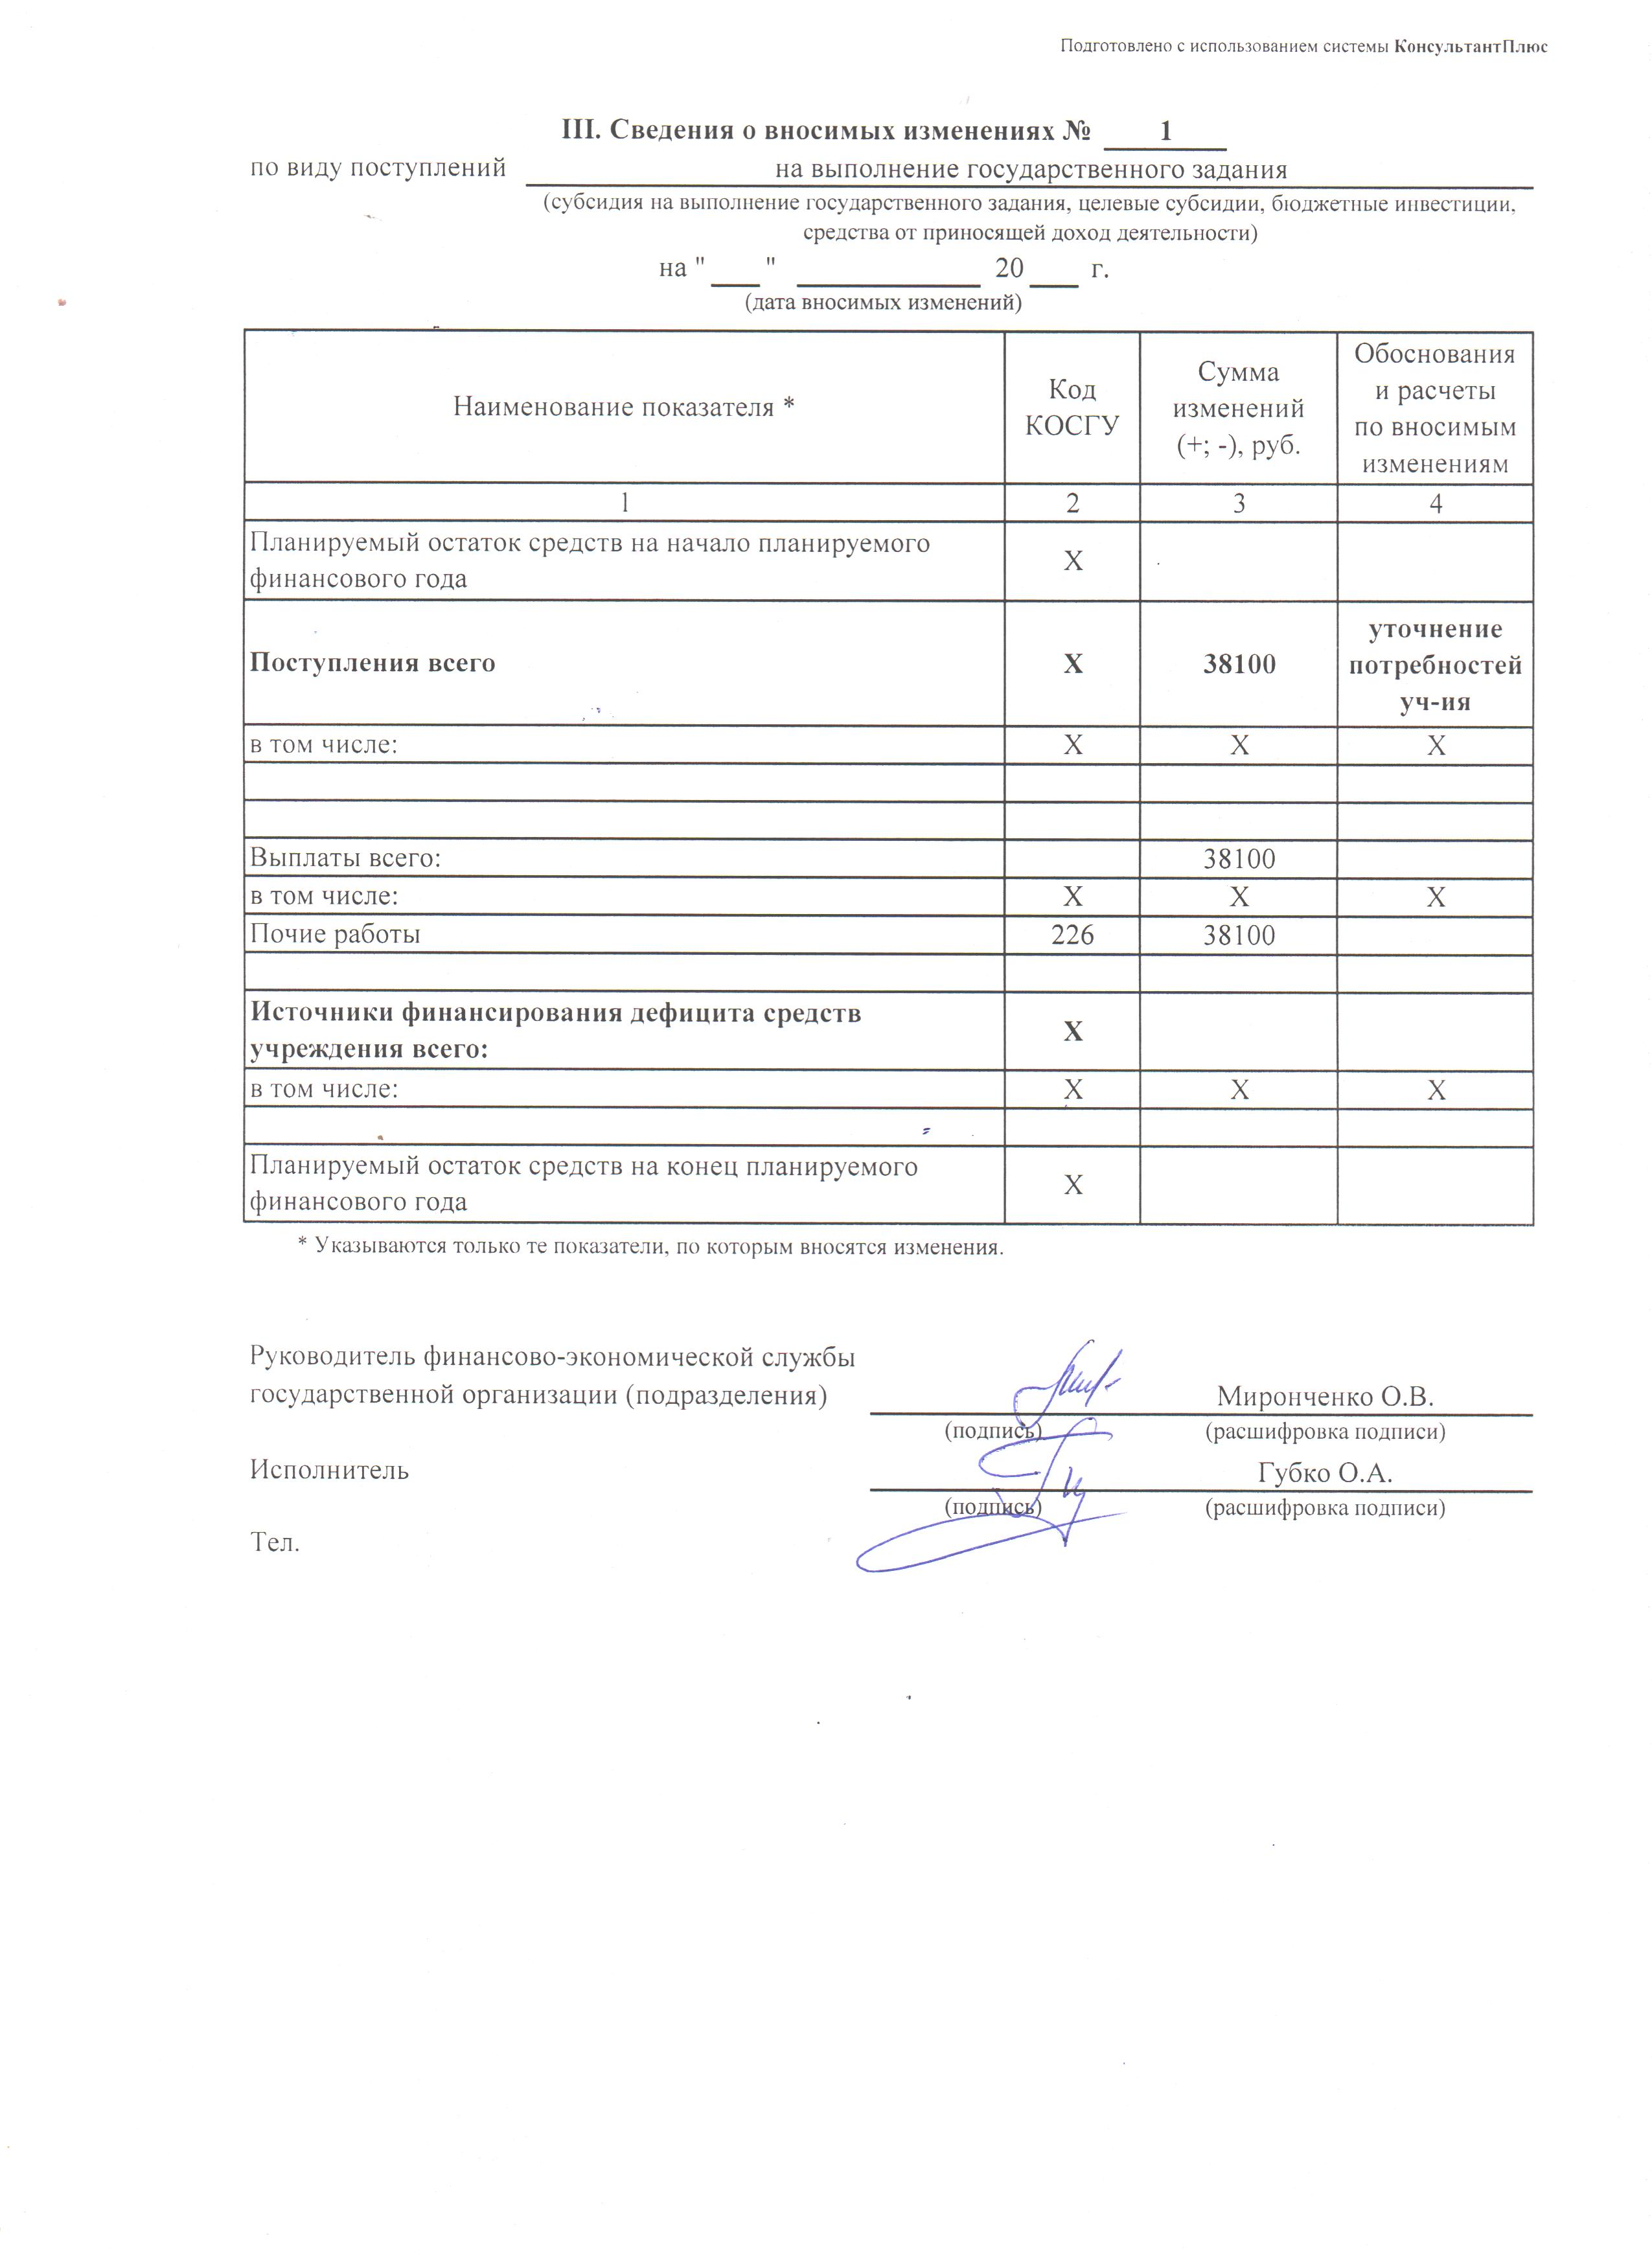 Подготовлено с использованием системы КонсультантПлюс
III. Сведения о вносимых изменениях № 1
по виду поступлений на выполнение государственного задания
(субсидия на выполнение государственного задания, целевые субсидии, бюджетные инвестиции,
средства от приносящей доход деятельности)
на " ___ " ______ 20 ___ г.
(дата вносимых изменений)
Наименование показателя *
Код
КОСГУ
Сумма
изменений
(+; -), руб.
Обоснования
и расчеты
по вносимым
изменениям
1 2 3 4
Планируемый остаток средств на начало планируемого
финансового года
X
Поступления всего X 38100
уточнение
потребностей
уч-ия
в том числе: X X X
Выплаты всего: 38100
в том числе: X X X
Почие работы 226 38100
Источники финансирования дефицита средств
учреждения всего:
X
в том числе: X X X
Планируемый остаток средств на конец планируемого
финансового года
X
* Указываются только те показатели, по которым вносятся изменения.
Руководитель финансово-экономической службы
государственной организации (подразделения) Миронченко О.В.
(подпись) (расшифровка подписи)
Исполнитель Губко О.А.
(подпись) (расшифровка подписи)
Тел.